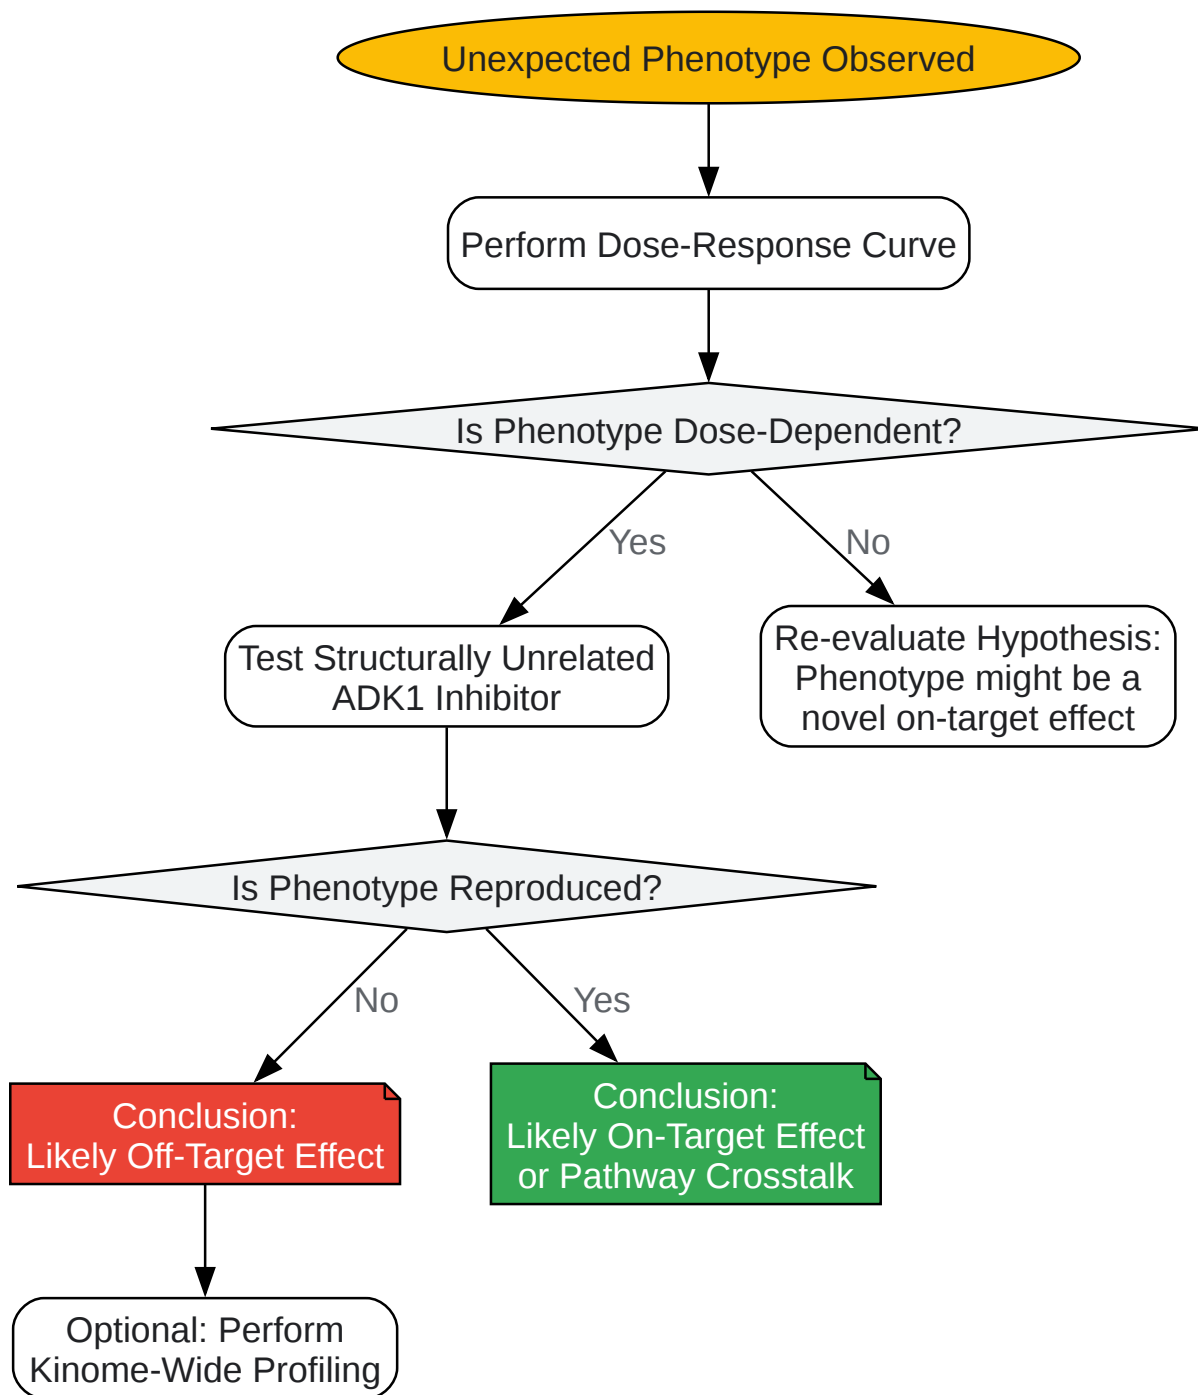 Unexpected Phenotype Observed
Perform Dose-Response Curve
Is Phenotype Dose-Dependent?
Yes
No
Test Structurally Unrelated
ADK1 Inhibitor
Re-evaluate Hypothesis:
Phenotype might be a
novel on-target effect
Is Phenotype Reproduced?
No
Yes
Conclusion:
Likely Off-Target Effect
Conclusion:
Likely On-Target Effect
or Pathway Crosstalk
Optional: Perform
Kinome-Wide Profiling